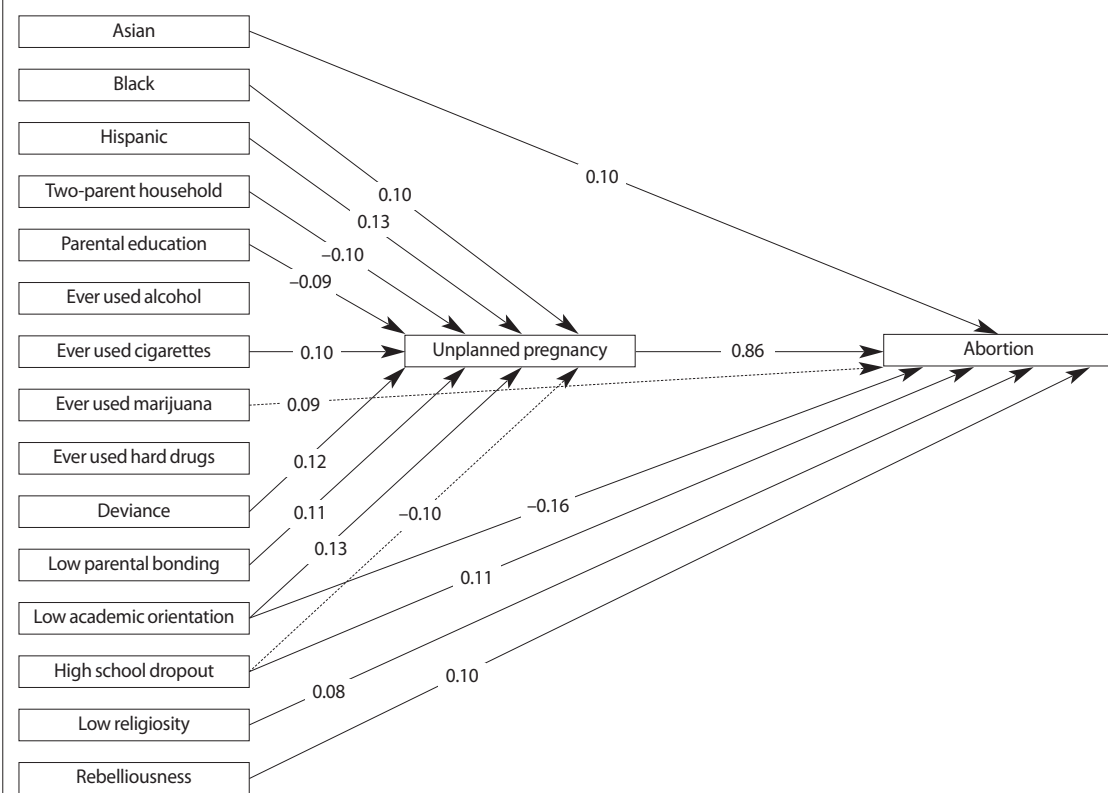 Asian
Black
Hispanic
Two-parent household
Parental education
Ever used alcohol
Ever used cigarettes
Ever used marijuana
Ever used hard drugs
Deviance
Low parental bonding
Low academic orientation
High school dropout
Low religiosity
Rebelliousness
0.10
0.10
0.13
–0.10
–0.09
0.10
0.09
0.12
0.11
0.13
–0.10
–0.16
0.11
0.08
0.10
Unplanned pregnancy
0.86
Abortion